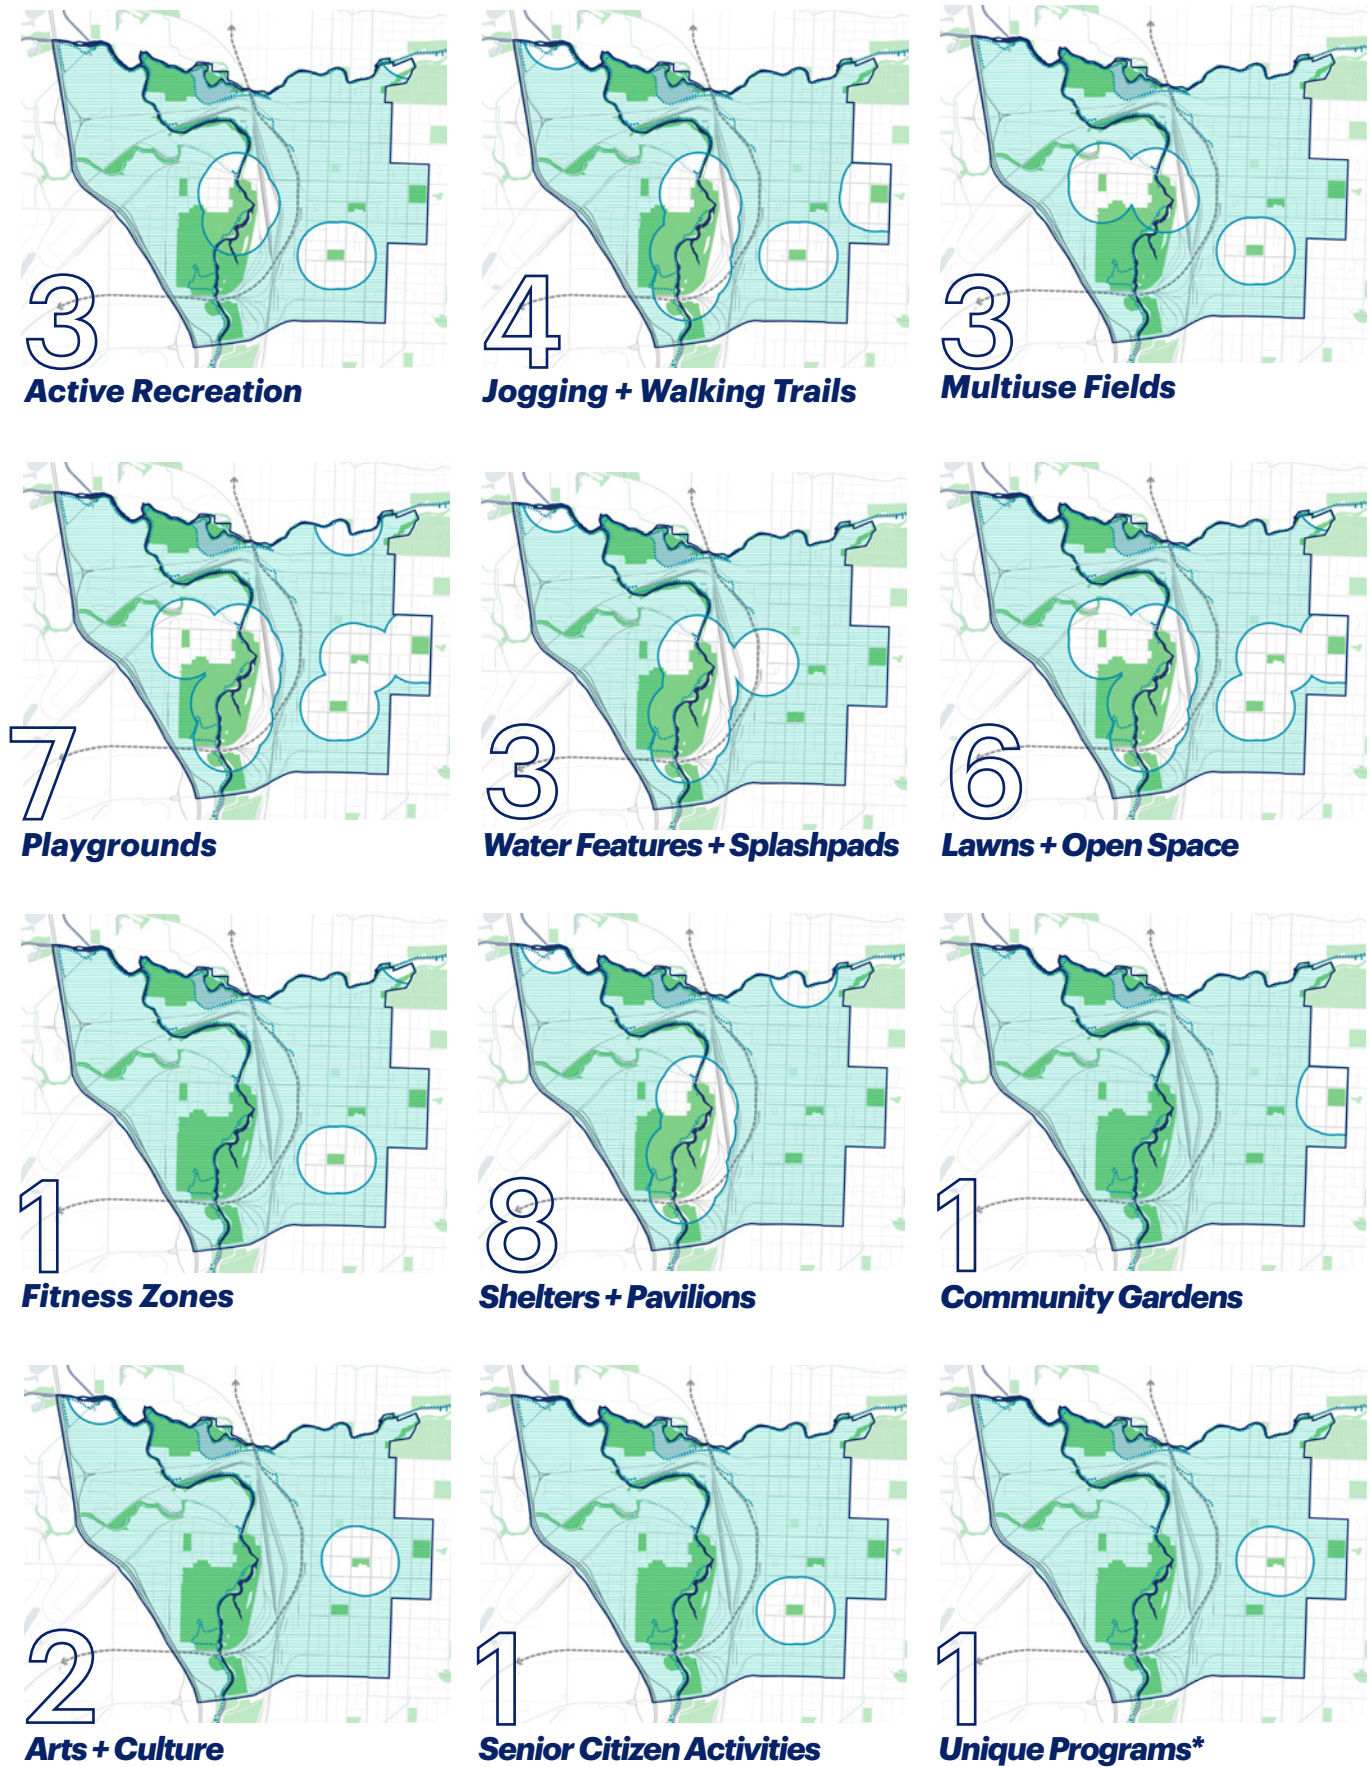 3
Active Recreation
4
Jogging + Walking Trails
3
Multiuse Fields
7
Playgrounds
3
Water Features + Splashpads
6
Lawns + Open Space
1
Fitness Zones
8
Shelters + Pavilions
1
Community Gardens
2
Arts + Culture
1
Senior Citizen Activities
1
Unique Programs*